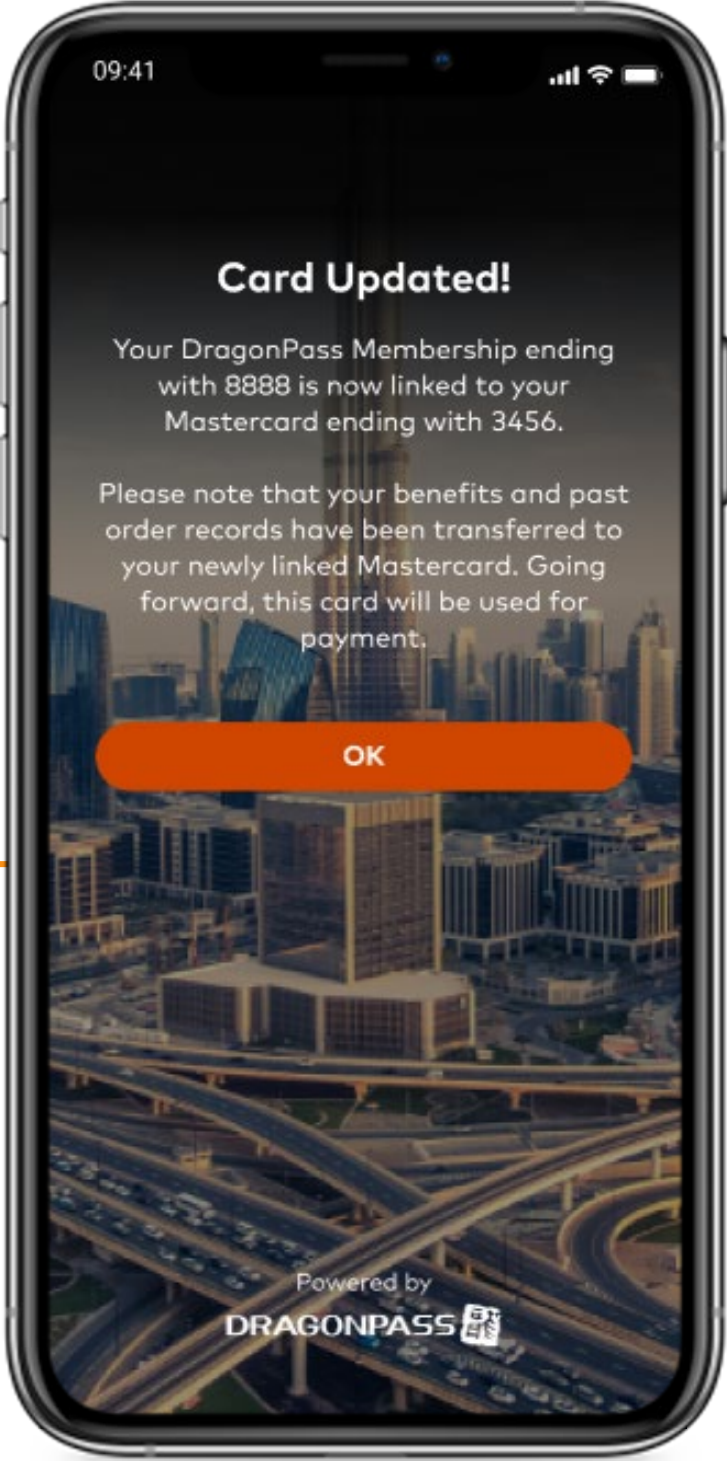 09:41
Card Updated!
Your DragonPass Membership ending
with 8888 is now linked to your
Mastercard ending with 3456.
Please note that your benefits and past
order records have been transferred to
your newly linked Mastercard. Going
forward, this card will be used for
payment.
OK
Powered by
DRAGONPASS